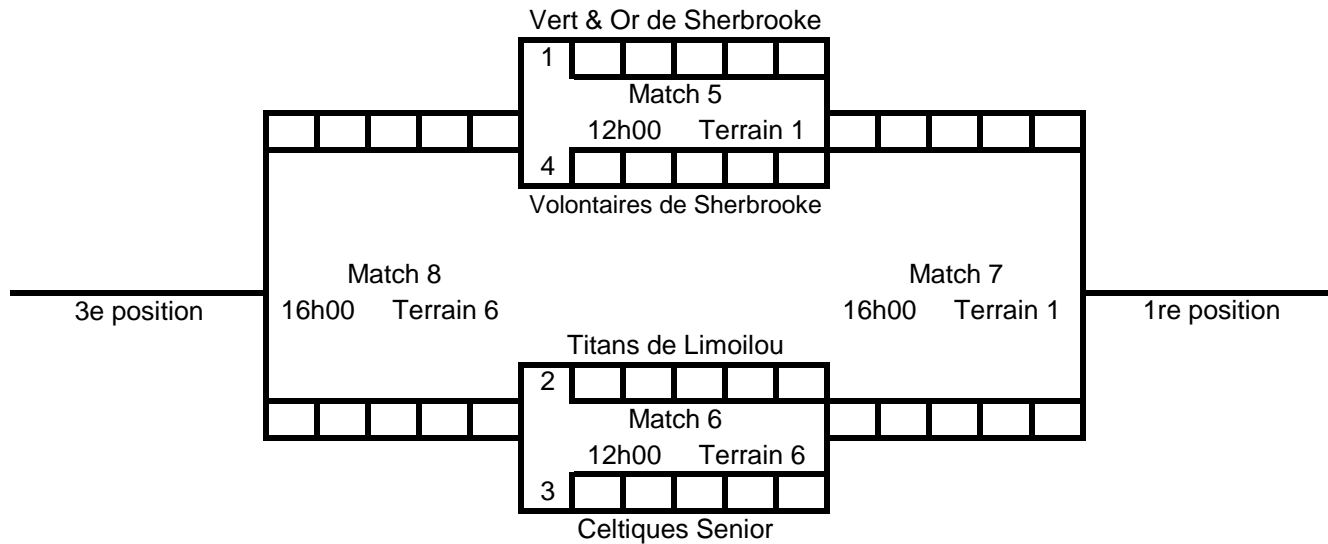 Vert & Or de Sherbrooke
1
Match 5
12h00 Terrain 1
4
Volontaires de Sherbrooke
Match 8
16h00 Terrain 6
3e position
Match 7
16h00 Terrain 1
1re position
Titans de Limoilou
2
Match 6
12h00 Terrain 6
3
Celtiques Senior